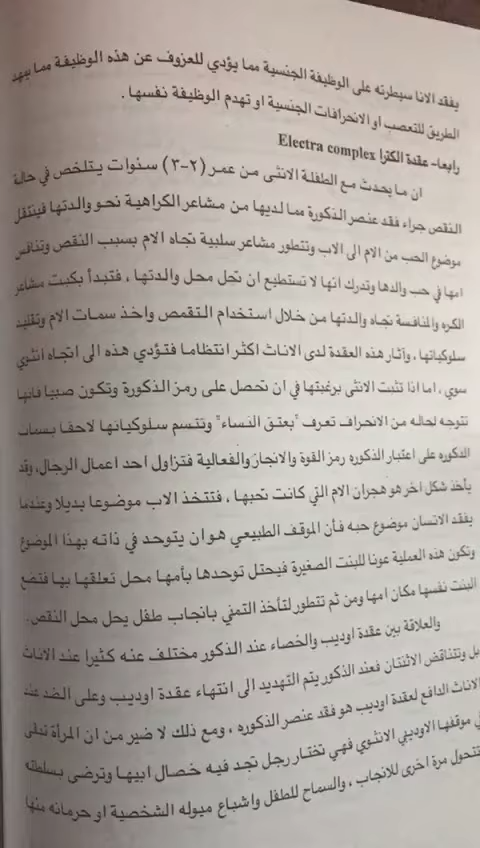 يفقد الانا سيطرته على الوظيفة الجنسية مما يؤدي للعزوف عن هذه الوظيفة مما يمهد
الطريق للتعصب او الانحرافات الجنسية او تهدم الوظيفة نفسها .
رابعا- عقدة الكترا Electra complex
ان ما يحدث مع الطفلة الانثى من عمر (٢-٣) سنوات يتلخص في حالة
النقص جراء فقد عنصر الذكورة مما لديها من مشاعر الكراهية نحو والدتها فينتقل
موضوع الحب من الام الى الاب وتتطور مشاعر سلبية تجاه الام بسبب النقص وتنافس
امها في حب والدها وتدرك انها لا تستطيع ان تحل محل والدتها ، فتبدأ بكبت مشاعر
الكره والمنافسة تجاه والدتها من خلال استخدام التقمص واخذ سمات الام وتقليد
سلوكياتها ، وآثار هذه العقدة لدى الاناث اكثر انتظاما فتؤدي هذه الى اتجاه انثوي
سوي ، اما اذا تثبت الانثى برغبتها في ان تحصل على رمز الذكورة وتكون صبيا فانها
تتوجه لحاله من الانحراف تعرف "بعتق النساء" وتتسم سلوكياتها لاحقا بسمات
الذكوره على اعتبار الذكوره رمز القوة والانجاز والفعالية فتزاول احد اعمال الرجال، وقد
يأخذ شكل اخر هو هجران الام التي كانت تحبها ، فتتخذ الاب موضوعا بديلا وعندما
يفقد الانسان موضوع حبه فأن الموقف الطبيعي هو ان يتوحد في ذاته بهذا الموضوع
وتكون هذه العملية عونا للبنت الصغيرة فيحتل توحدها بأمها محل تعلقها بها فتضع
البنت نفسها مكان امها ومن ثم تتطور لتأخذ التمني بانجاب طفل يحل محل النقص.
والعلاقة بين عقدة اوديب والخصاء عند الذكور مختلف عنه كثيرا عند الاناث
بل وتتناقض الاثنتان فعند الذكور يتم التهديد الى انتهاء عقدة اوديب وعلى الضد عند
الاناث الدافع لعقدة اوديب هو فقد عنصر الذكوره ، ومع ذلك لا ضير من ان المرأة تبقى
في موقفها الاوديبي الانثوي فهي تختار رجل تجد فيه خصال ابيها وترضى بسلطته
تتحول مرة اخرى للانجاب ، والسماح للطفل واشباع ميوله الشخصية او حرمانه منها